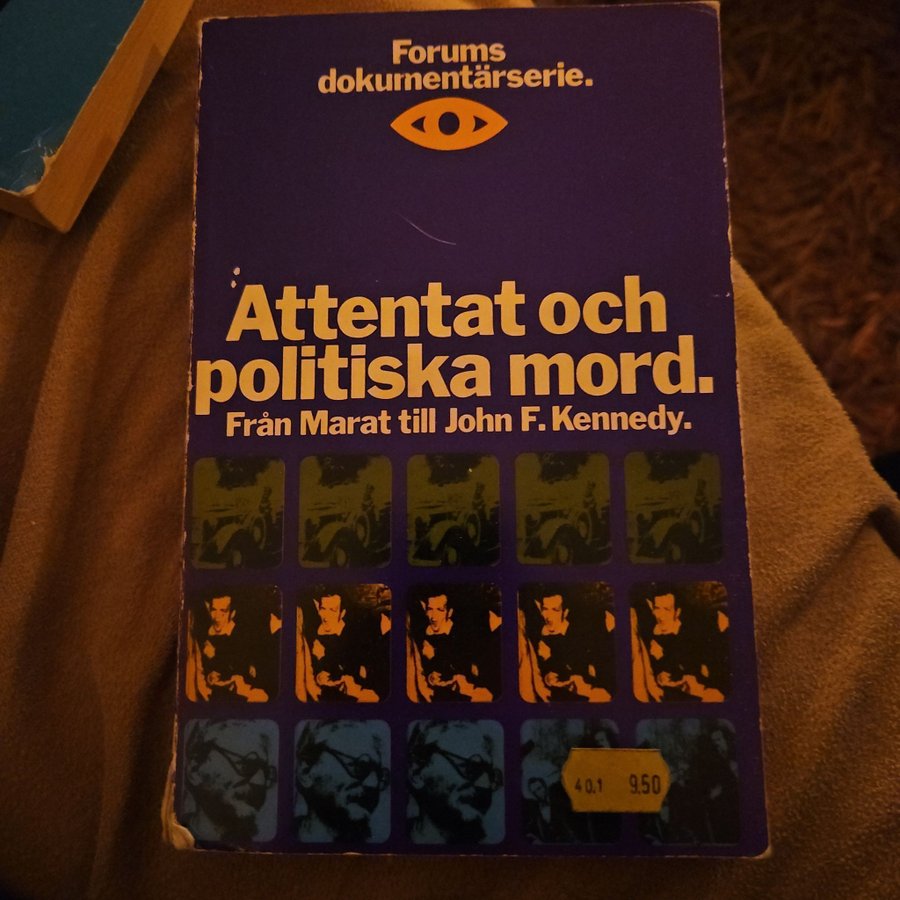 Forums
dokumentärserie.
Attentat och
politiska mord.
Från Marat till John F. Kennedy.
40.1 9.50